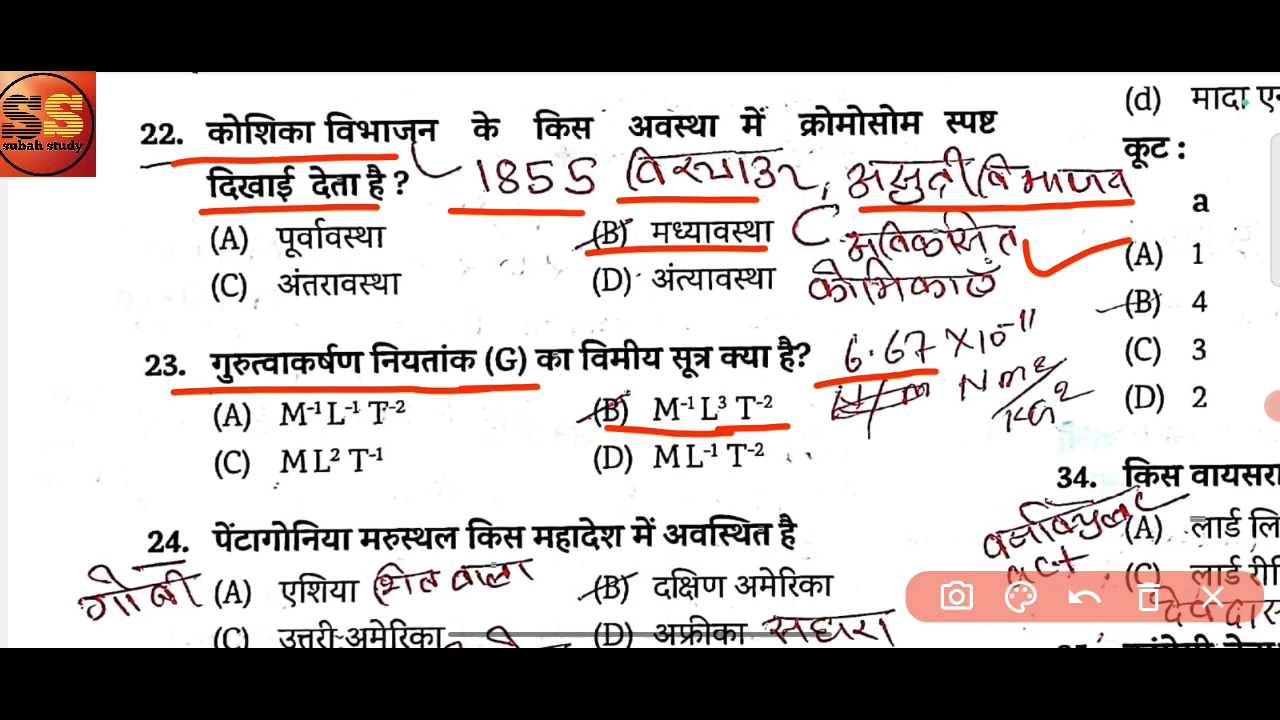 SS
subah study
22. कोशिका विभाजन के किस अवस्था में क्रोमोसोम स्पष्ट
दिखाई देता है ? 1855 विरचाउ, असुत्री विभाजन
(A) पूर्वावस्था (B) मध्यावस्था
(C) अंतरावस्था (D) अंत्यावस्था
कोशिकाएँ
23. गुरुत्वाकर्षण नियतांक (G) का विमीय सूत्र क्या है? 6.67 X 10⁻¹¹
(A) M⁻¹ L⁻¹ T⁻² (B) M⁻¹ L³ T⁻²
(C) M L² T⁻¹ (D) M L⁻¹ T⁻²
24. पेंटागोनिया मरुस्थल किस महादेश में अवस्थित है
गोबी (A) एशिया (B) दक्षिण अमेरिका
(C) उत्तरी अमेरिका (D) अफ्रीका सहारा
(d) मादा
कूट :
a
(A) 1
(B) 4
(C) 3
(D) 2
34. किस वायसरा
(A) लार्ड लि
(C) लार्ड